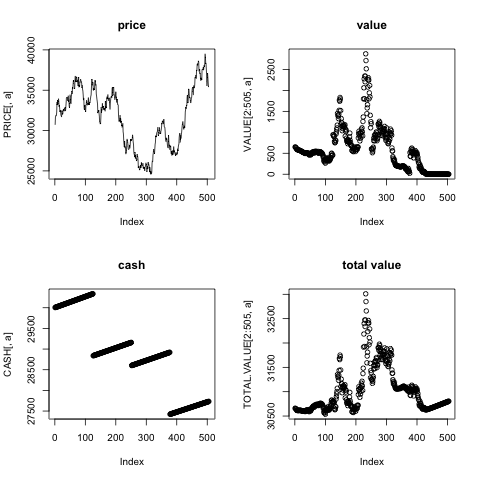 price
PRICE[, a]
25000 30000 35000 40000
0 100 200 300 400 500
Index
value
VALUE[2:505, a]
0 500 1500 2500
0 100 200 300 400 500
Index
cash
CASH[, a]
27500 28500 29500
0 100 200 300 400 500
Index
total value
TOTAL.VALUE[2:505, a]
30500 31500 32500
0 100 200 300 400 500
Index